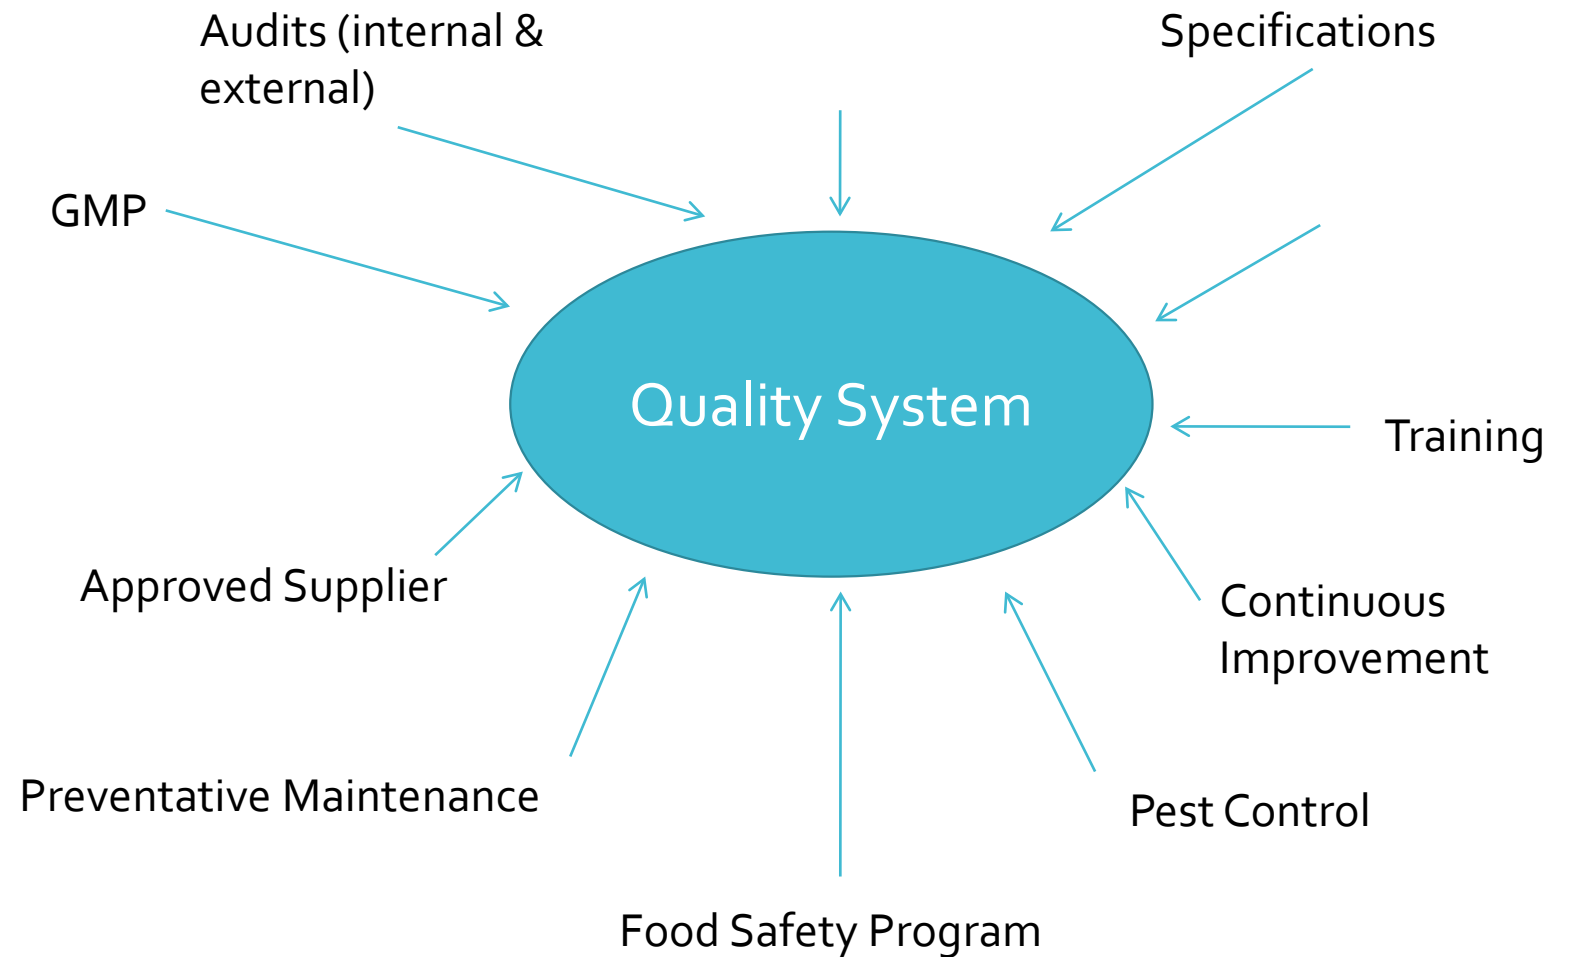 Audits (internal &
external)
Specifications
GMP
Quality System
Training
Approved Supplier
Continuous
Improvement
Preventative Maintenance
Pest Control
Food Safety Program